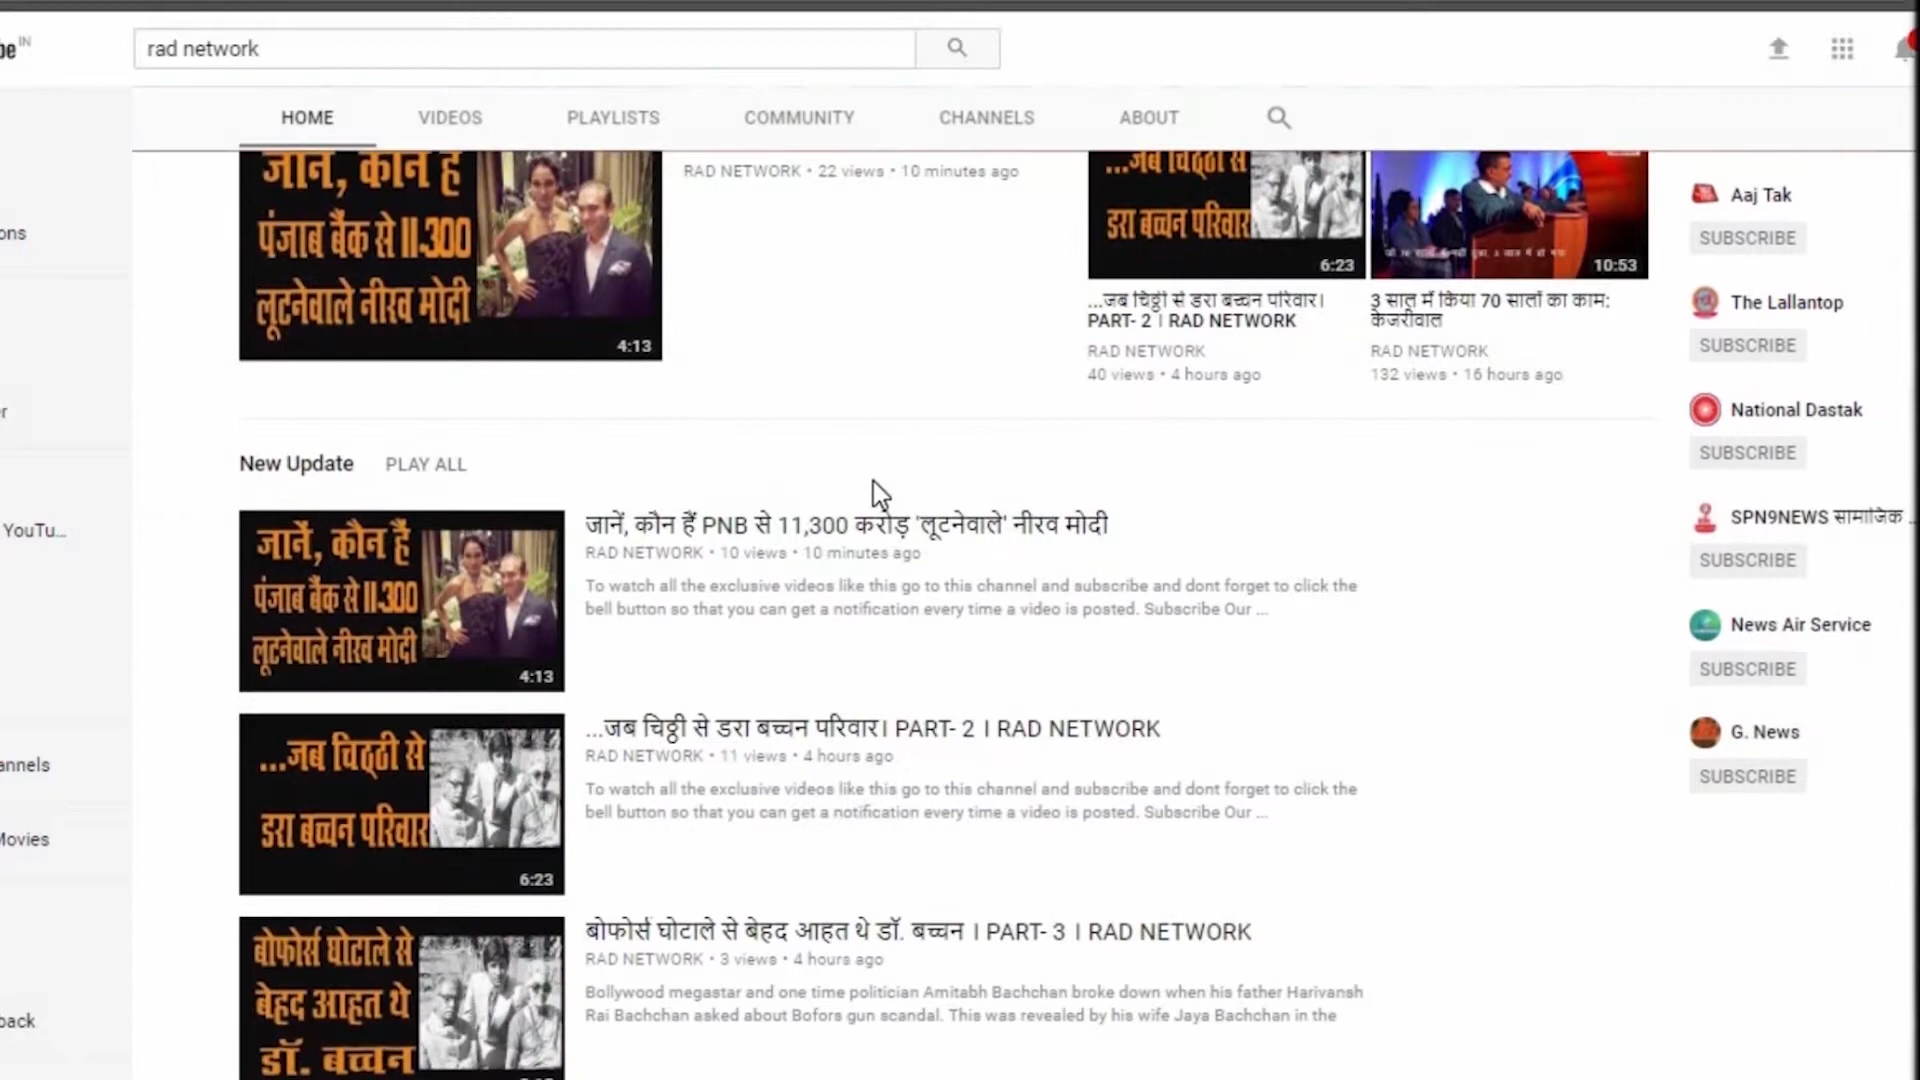 be IN
rad network
HOME
VIDEOS
PLAYLISTS
COMMUNITY
CHANNELS
ABOUT
जानें, कौन हैं
पंजाब बैंक से 11,300
लूटनेवाले नीरव मोदी
4:13
RAD NETWORK • 22 views • 10 minutes ago
...जब चिठ्ठी से
डरा बच्चन परिवार
6:23
...जब चिठ्ठी से डरा बच्चन परिवार।
PART- 2 । RAD NETWORK
RAD NETWORK
40 views • 4 hours ago
10:53
3 साल में किया 70 सालों का काम:
केजरीवाल
RAD NETWORK
132 views • 16 hours ago
New Update
PLAY ALL
जानें, कौन हैं
पंजाब बैंक से 11,300
लूटनेवाले नीरव मोदी
4:13
जानें, कौन हैं PNB से 11,300 करोड़ 'लूटनेवाले' नीरव मोदी
RAD NETWORK • 10 views • 10 minutes ago
To watch all the exclusive videos like this go to this channel and subscribe and dont forget to click the
bell button so that you can get a notification every time a video is posted. Subscribe Our ...
...जब चिठ्ठी से
डरा बच्चन परिवार
6:23
...जब चिठ्ठी से डरा बच्चन परिवार। PART- 2 । RAD NETWORK
RAD NETWORK • 11 views • 4 hours ago
To watch all the exclusive videos like this go to this channel and subscribe and dont forget to click the
bell button so that you can get a notification every time a video is posted. Subscribe Our ...
बोफोर्स घोटाले से
बेहद आहत थे
डॉ. बच्चन
बोफोर्स घोटाले से बेहद आहत थे डॉ. बच्चन । PART- 3 । RAD NETWORK
RAD NETWORK • 3 views • 4 hours ago
Bollywood megastar and one time politician Amitabh Bachchan broke down when his father Harivansh
Rai Bachchan asked about Bofors gun scandal. This was revealed by his wife Jaya Bachchan in the
Aaj Tak
SUBSCRIBE
The Lallantop
SUBSCRIBE
National Dastak
SUBSCRIBE
SPN9NEWS सामाजिक ...
SUBSCRIBE
News Air Service
SUBSCRIBE
G. News
SUBSCRIBE
ons
er
YouTu...
annels
Movies
back